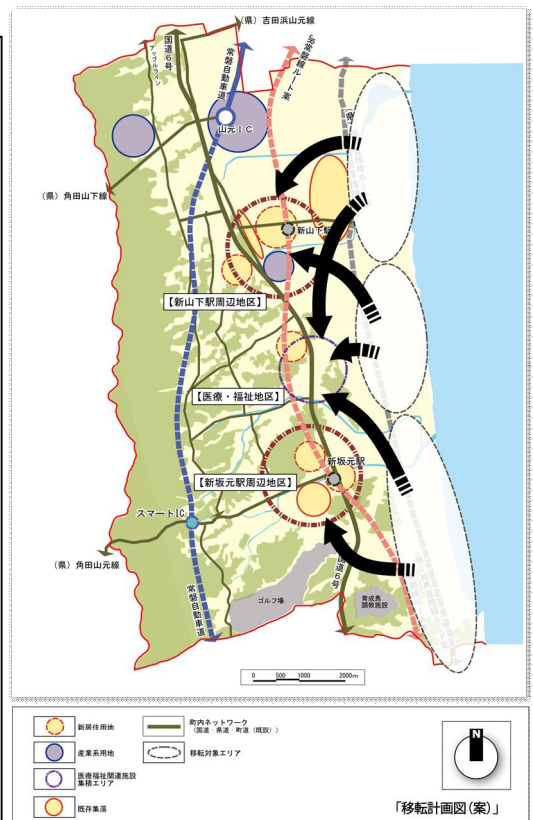 （県）吉田浜山元線
国道６号
アップルライン
常磐自動車道
JR常磐線ルート案
（県）
山元ＩＣ
（県）角田山下線
新山下駅
【新山下駅周辺地区】
【医療・福祉地区】
新坂元駅
【新坂元駅周辺地区】
スマートIC
（県）角田山元線
常磐自動車道
国道６号
ゴルフ場
育成馬
調教施設
0 500 1000 2000m
新居住用地
産業系用地
医療福祉関連施設
集積エリア
既存集落
町内ネットワーク
（国道・県道・町道（既設））
移転対象エリア
N
「移転計画図（案）」